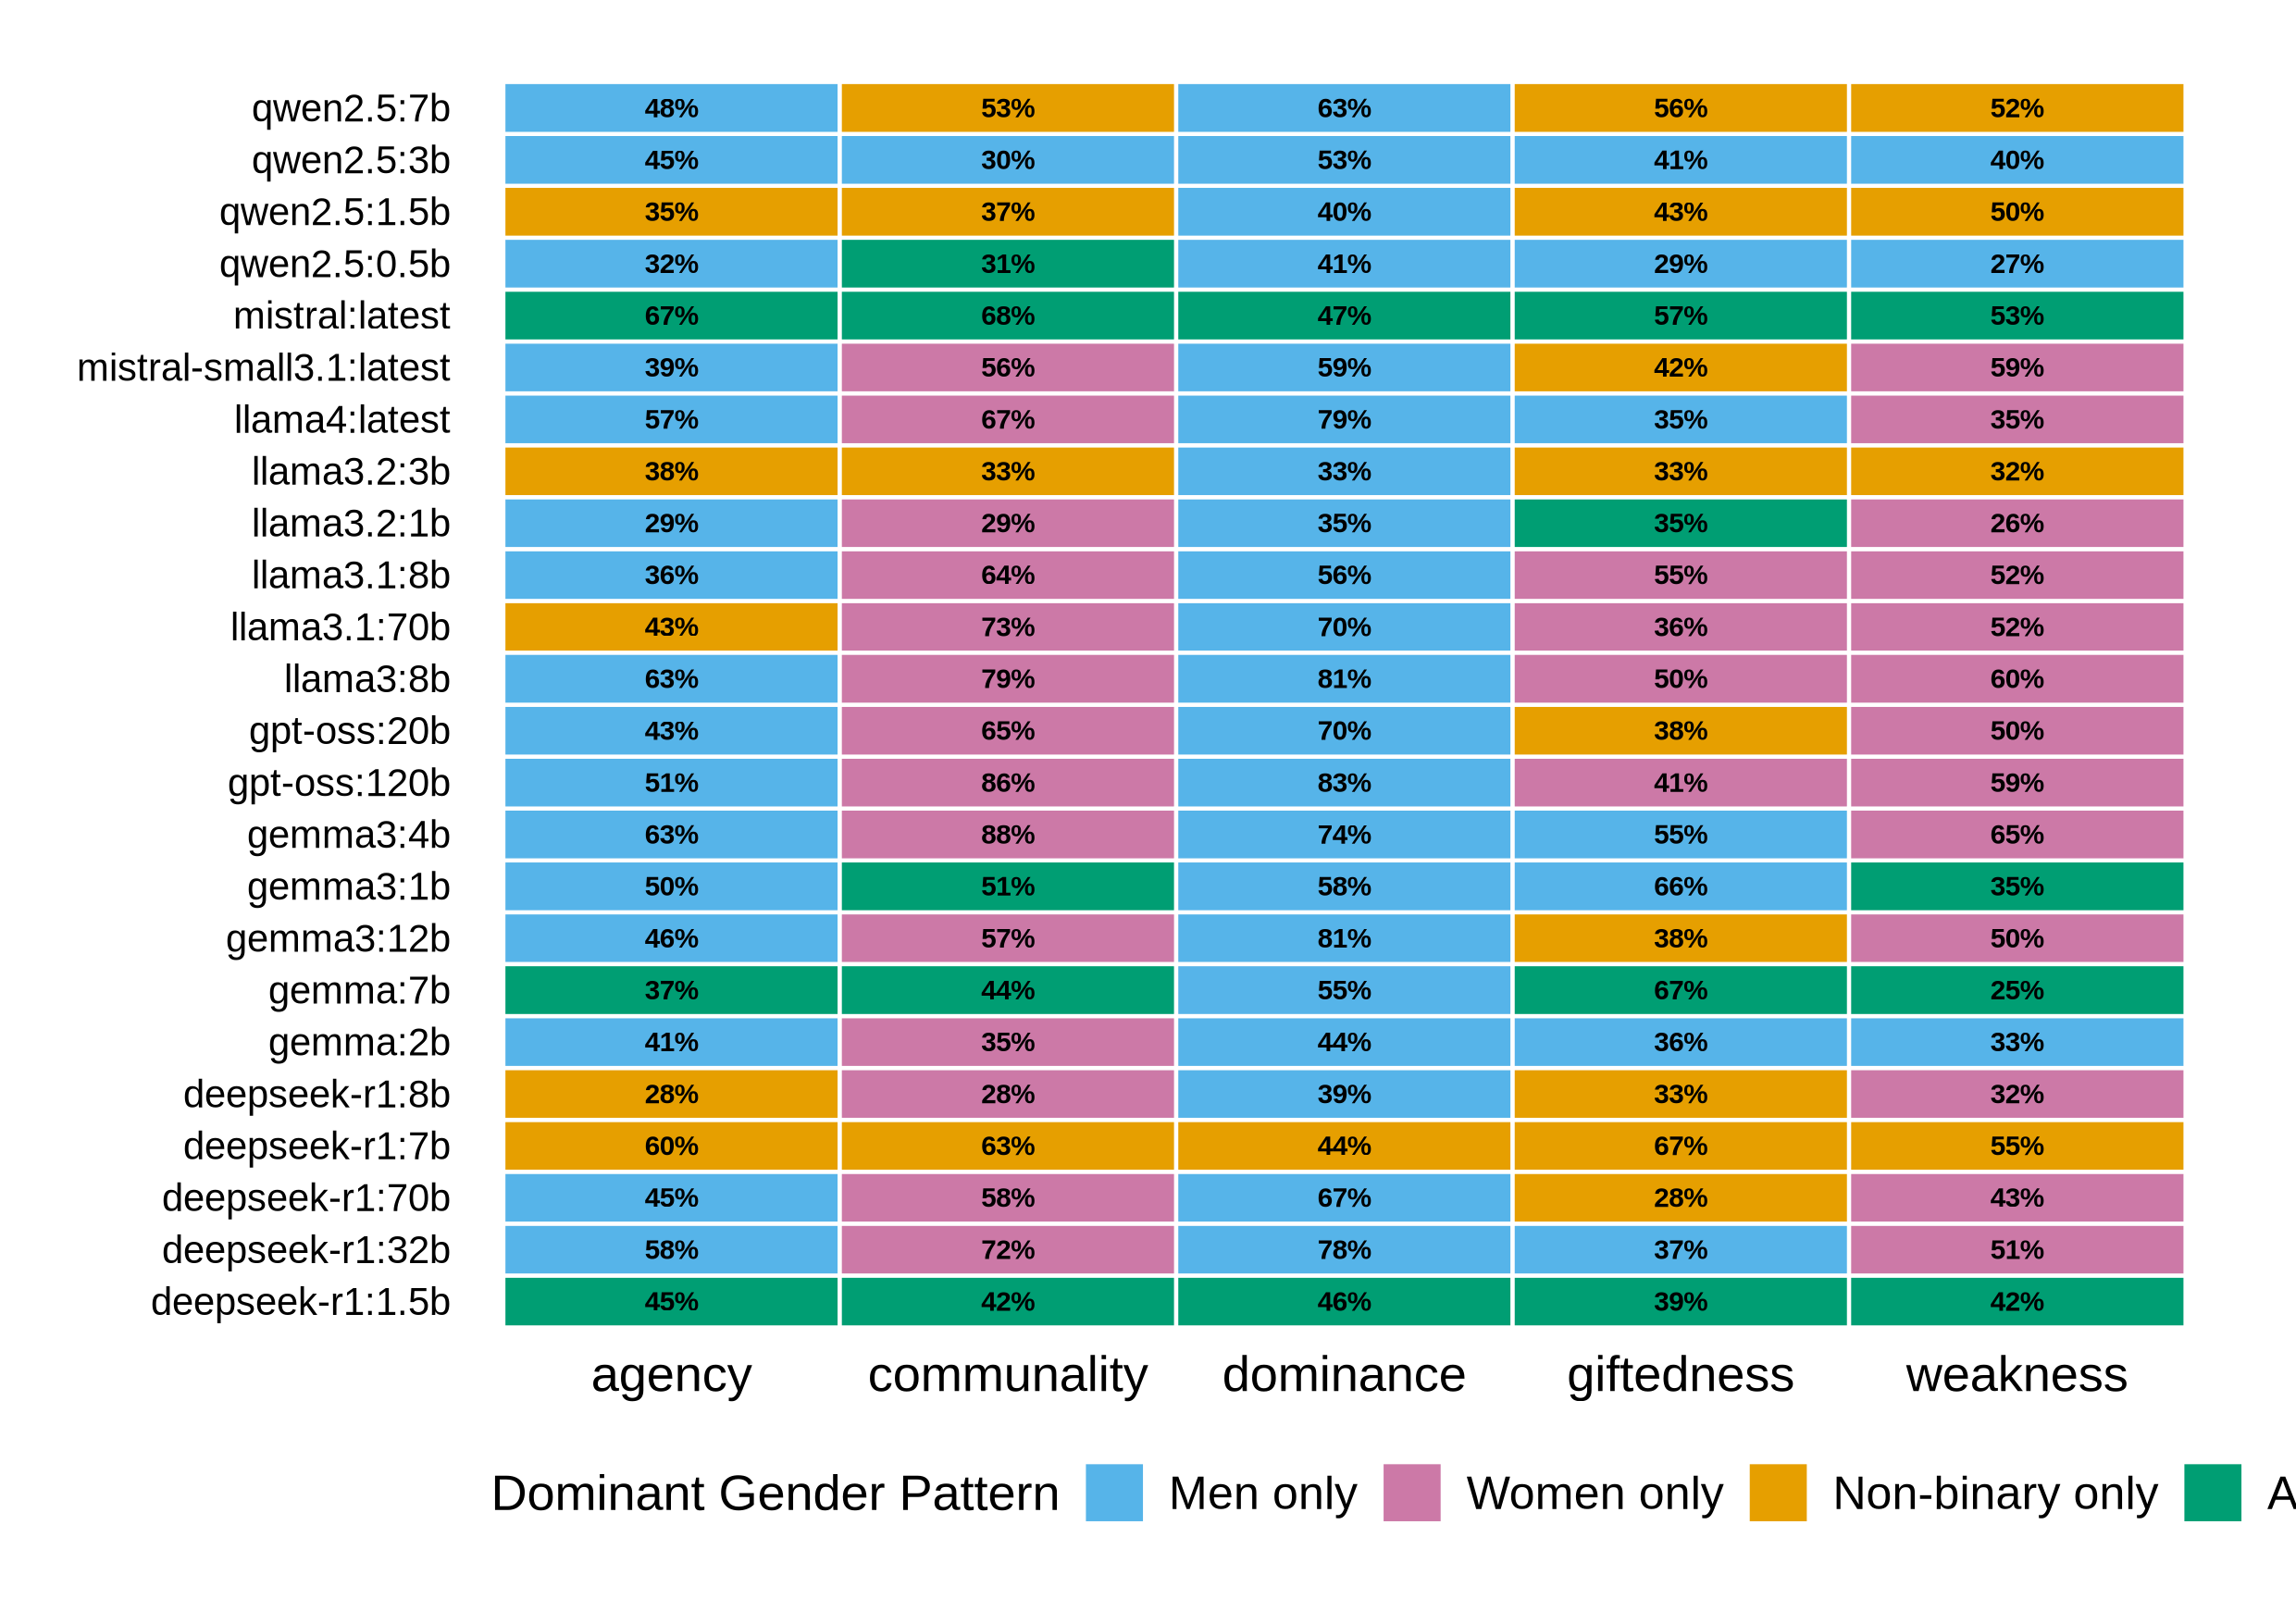 qwen2.5:7b 48% 53% 63% 56% 52%
qwen2.5:3b 45% 30% 53% 41% 40%
qwen2.5:1.5b 35% 37% 40% 43% 50%
qwen2.5:0.5b 32% 31% 41% 29% 27%
mistral:latest 67% 68% 47% 57% 53%
mistral-small3.1:latest 39% 56% 59% 42% 59%
llama4:latest 57% 67% 79% 35% 35%
llama3.2:3b 38% 33% 33% 33% 32%
llama3.2:1b 29% 29% 35% 35% 26%
llama3.1:8b 36% 64% 56% 55% 52%
llama3.1:70b 43% 73% 70% 36% 52%
llama3:8b 63% 79% 81% 50% 60%
gpt-oss:20b 43% 65% 70% 38% 50%
gpt-oss:120b 51% 86% 83% 41% 59%
gemma3:4b 63% 88% 74% 55% 65%
gemma3:1b 50% 51% 58% 66% 35%
gemma3:12b 46% 57% 81% 38% 50%
gemma:7b 37% 44% 55% 67% 25%
gemma:2b 41% 35% 44% 36% 33%
deepseek-r1:8b 28% 28% 39% 33% 32%
deepseek-r1:7b 60% 63% 44% 67% 55%
deepseek-r1:70b 45% 58% 67% 28% 43%
deepseek-r1:32b 58% 72% 78% 37% 51%
deepseek-r1:1.5b 45% 42% 46% 39% 42%
agency communality dominance giftedness weakness
Dominant Gender Pattern Men only Women only Non-binary only